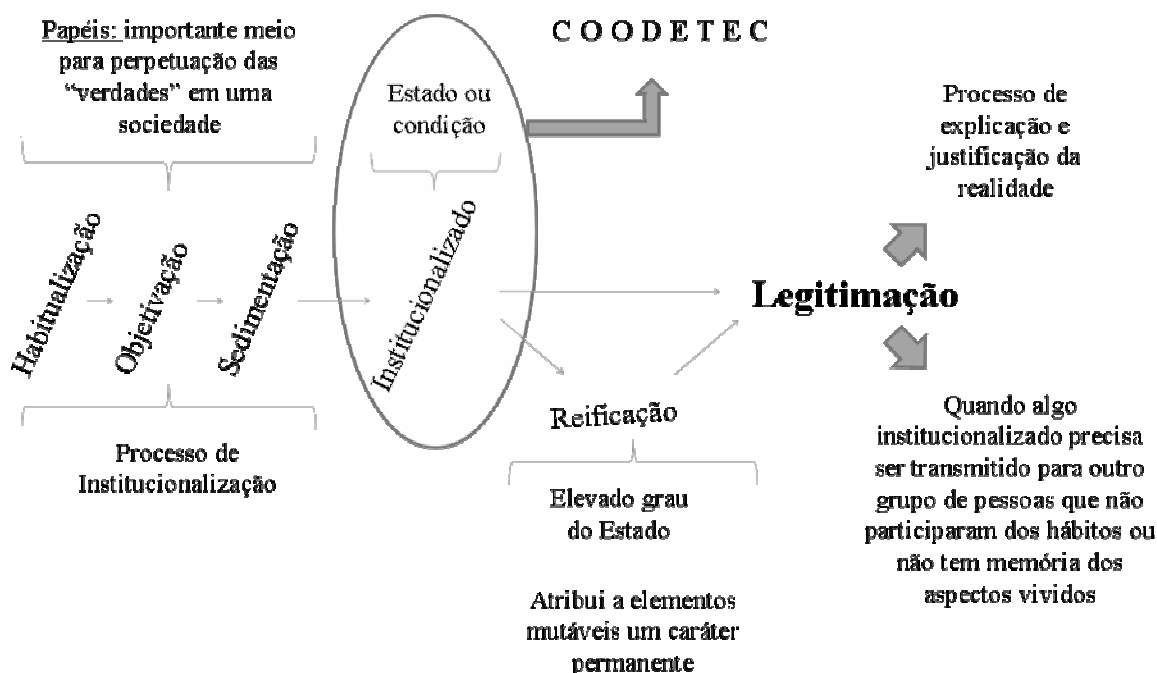 Papéis: importante meio
para perpetuação das
“verdades” em uma
sociedade
C O O D E T E C
Estado ou
condição
Processo de
explicação e
justificação da
realidade
Habitualização
Objetivação
Sedimentação
Institucionalizado
Legitimação
Reificação
Processo de
Institucionalização
Elevado grau
do Estado
Atribui a elementos
mutáveis um caráter
permanente
Quando algo
institucionalizado precisa
ser transmitido para outro
grupo de pessoas que não
participaram dos hábitos ou
não tem memória dos
aspectos vividos